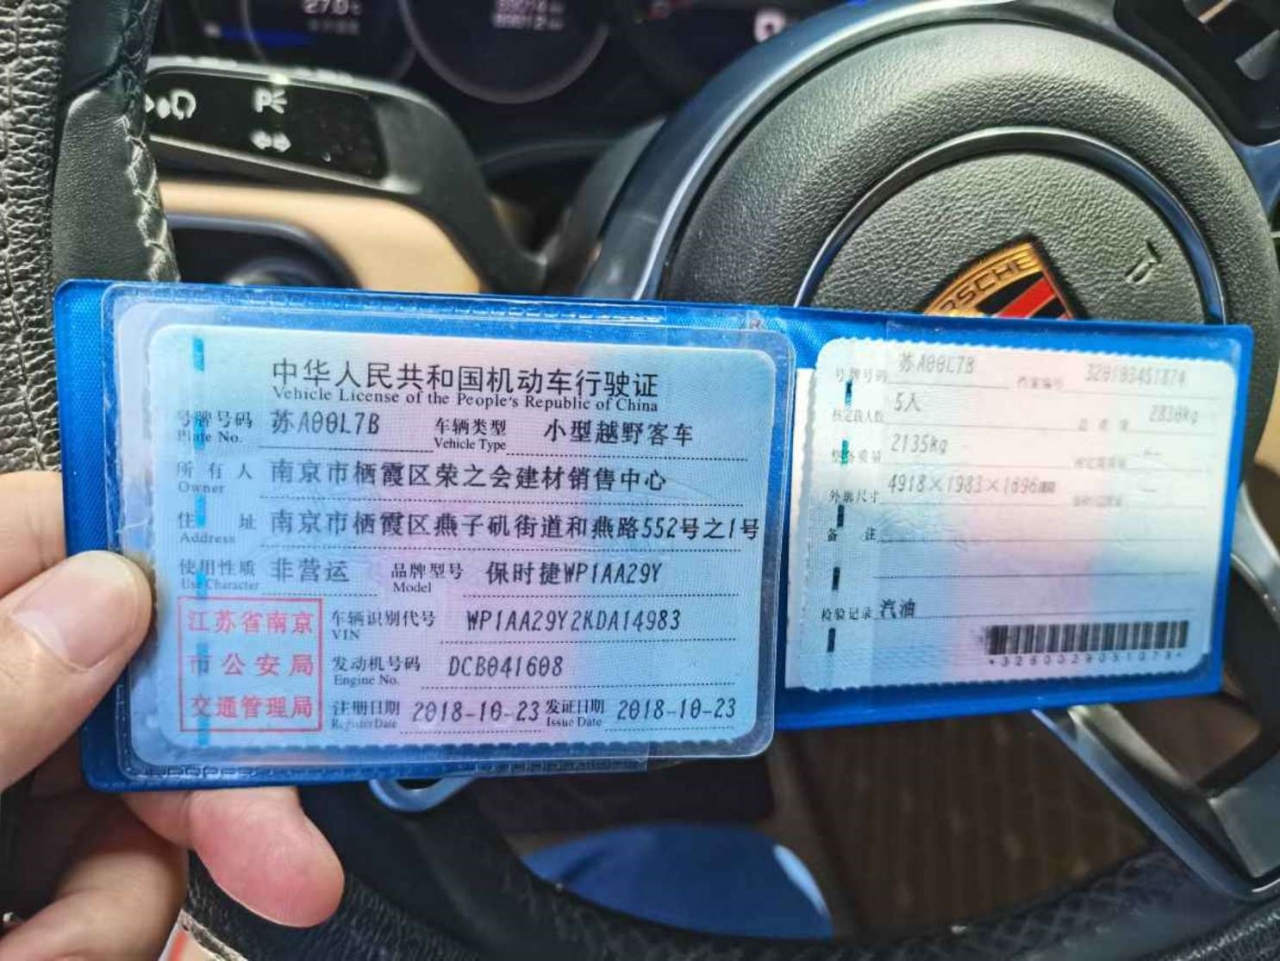 中华人民共和国机动车行驶证
Vehicle License of the People's Republic of China
号牌号码 苏A00L7B 车辆类型 小型越野客车
Plate No. Vehicle Type
所有人 南京市栖霞区荣之会建材销售中心
Owner
住址 南京市栖霞区燕子矶街道和燕路552号之1号
Address
使用性质 非营运 品牌型号 保时捷WP1AA29Y
Use Character Model
江苏省南京
市公安局
交通管理局
车辆识别代号 WP1AA29Y2KDA14983
VIN
发动机号码 DCB041608
Engine No.
注册日期 2018-10-23 发证日期 2018-10-23
Register Date Issue Date
号牌号码 苏A00L7B 档案编号
核定载人数 5人 总质量 2830kg
整备质量 2135kg
外廓尺寸 4918×1983×1696
备注
检验记录 汽油
PORSCHE